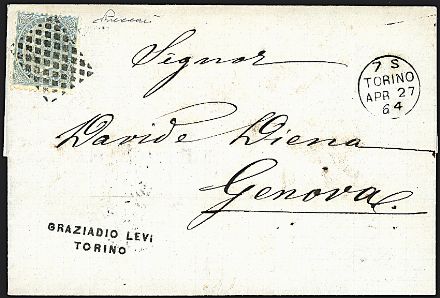 Signor
7 S
TORINO
APR 27
64
Davide Diena
Genova
GRAZIADIO LEVI
TORINO